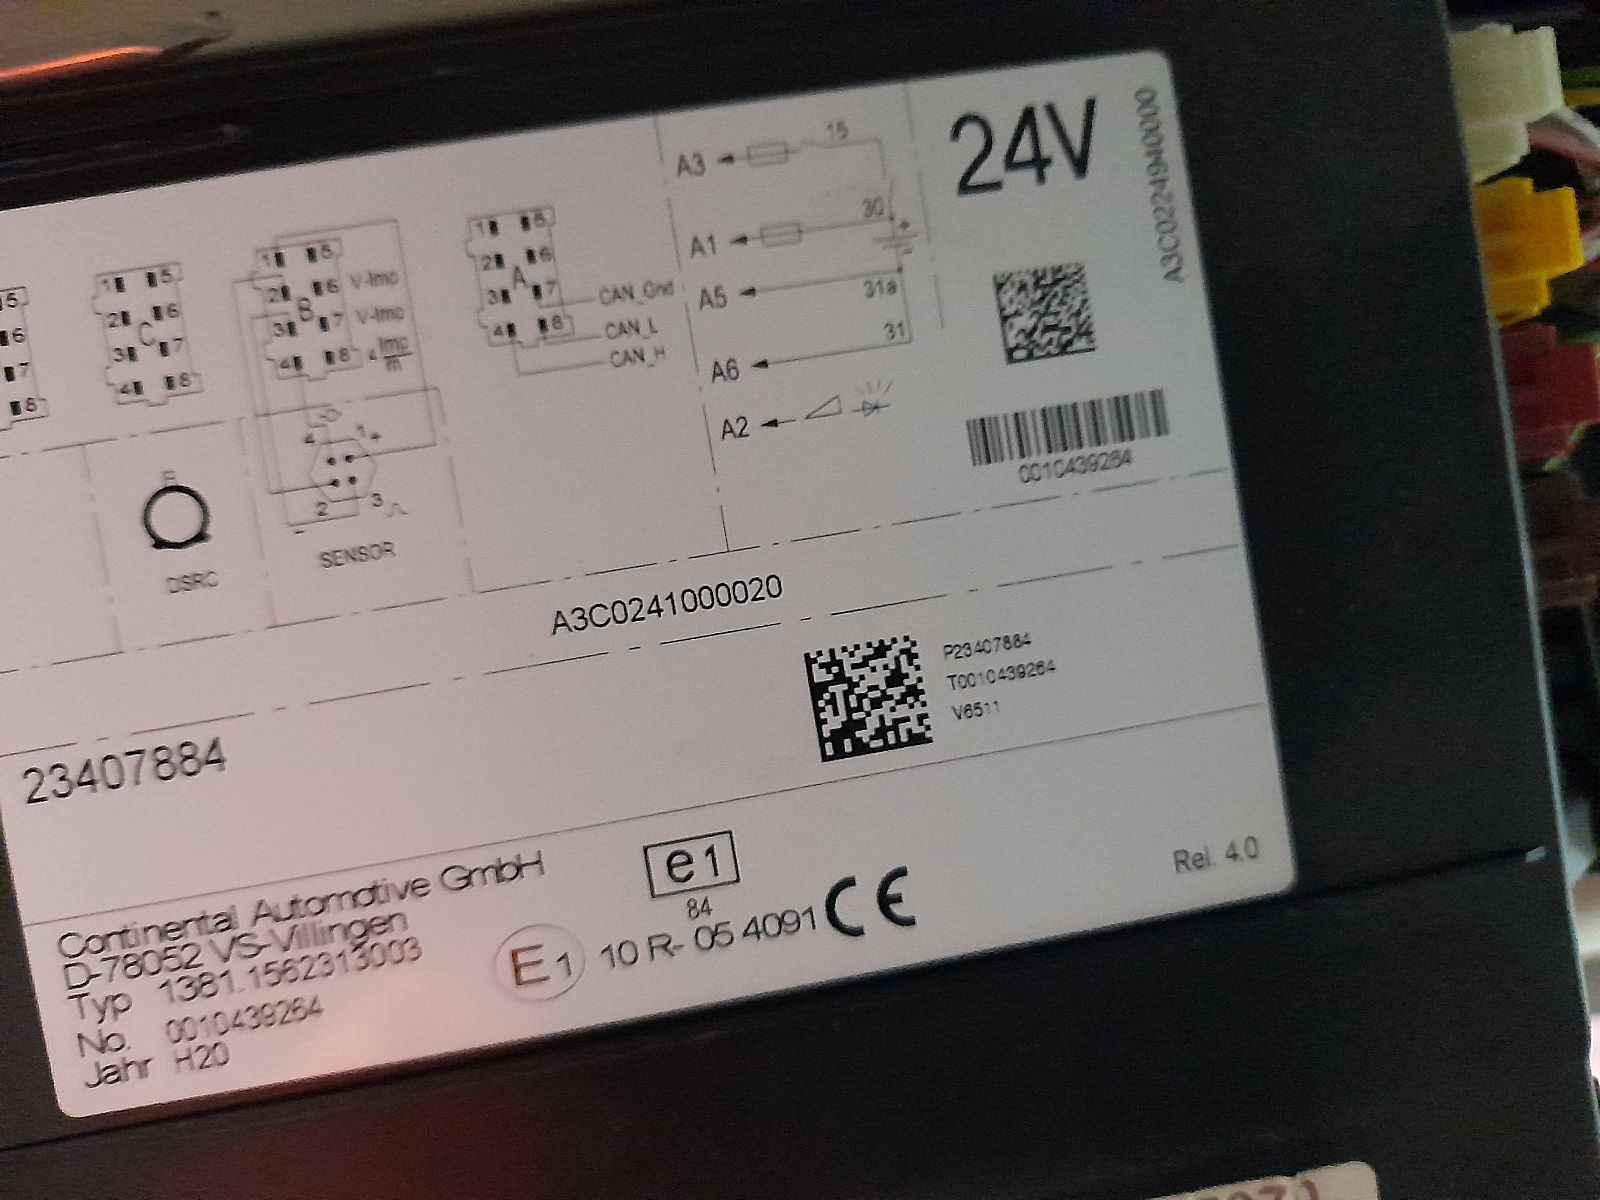 24V
A3C0224940000
A3 15
A1 30 +
A5 31a
A6 31
A2
1 5
2 6
3 7
4 8
A
CAN_Gnd
CAN_L
CAN_H
1 5
2 6 V-Imp
3 7 V-Imp
4 8 4 Imp/m
B
1 5
2 6
3 7
4 8
C
5
6
7
8
4 1 +
2 3
-
SENSOR
DSRC
0010439264
A3C0241000020
23407884
P23407884
T0010439264
V6511
Continental Automotive GmbH
D-78052 VS-Villingen
Typ 1381.1562313003
No. 0010439264
Jahr H20
e1
84
E1 10 R- 05 4091 CE
Rel. 4.0